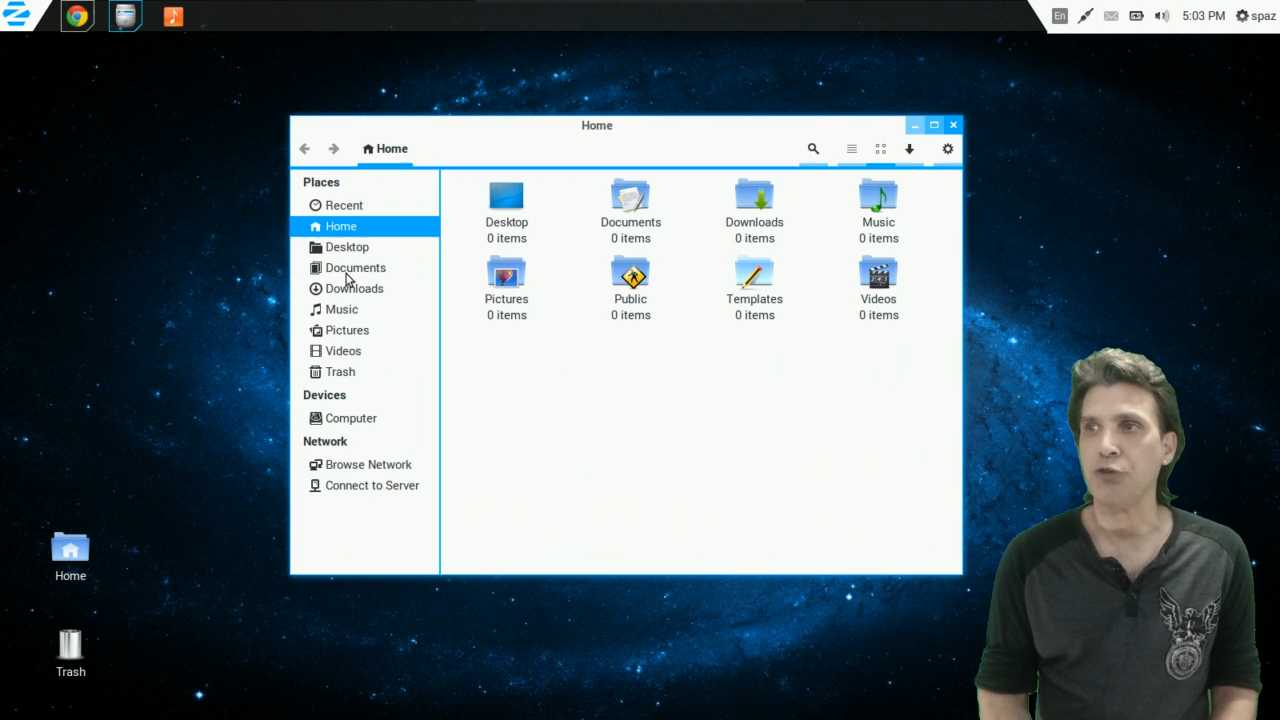 En
5:03 PM
spaz
Home
Home
Places
Recent
Home
Desktop
Documents
Downloads
Music
Pictures
Videos
Trash
Devices
Computer
Network
Browse Network
Connect to Server
Desktop
0 items
Documents
0 items
Downloads
0 items
Music
0 items
Pictures
0 items
Public
0 items
Templates
0 items
Videos
0 items
Home
Trash